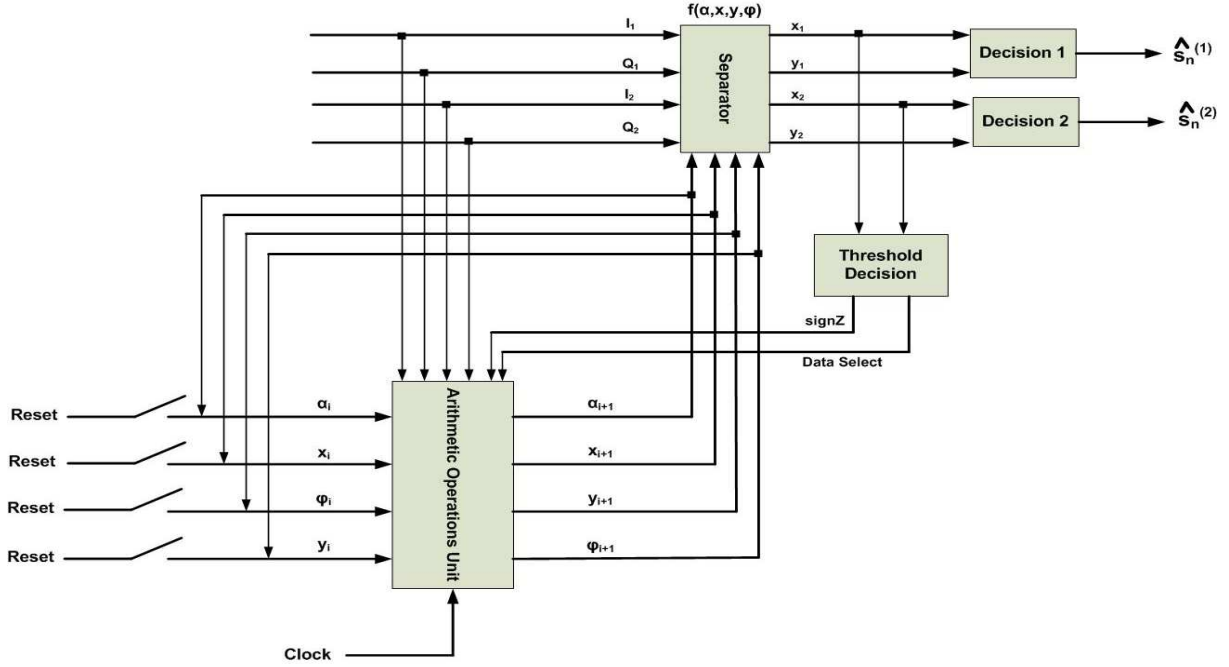 f(α,x,y,φ)
I₁
Q₁
I₂
Q₂
Separator
x₁
y₁
x₂
y₂
Decision 1
Decision 2
ŝₙ⁽¹⁾
ŝₙ⁽²⁾
Threshold
Decision
signZ
Data Select
Reset
Reset
Reset
Reset
αᵢ
xᵢ
φᵢ
yᵢ
Arithmetic Operations Unit
αᵢ₊₁
xᵢ₊₁
yᵢ₊₁
φᵢ₊₁
Clock